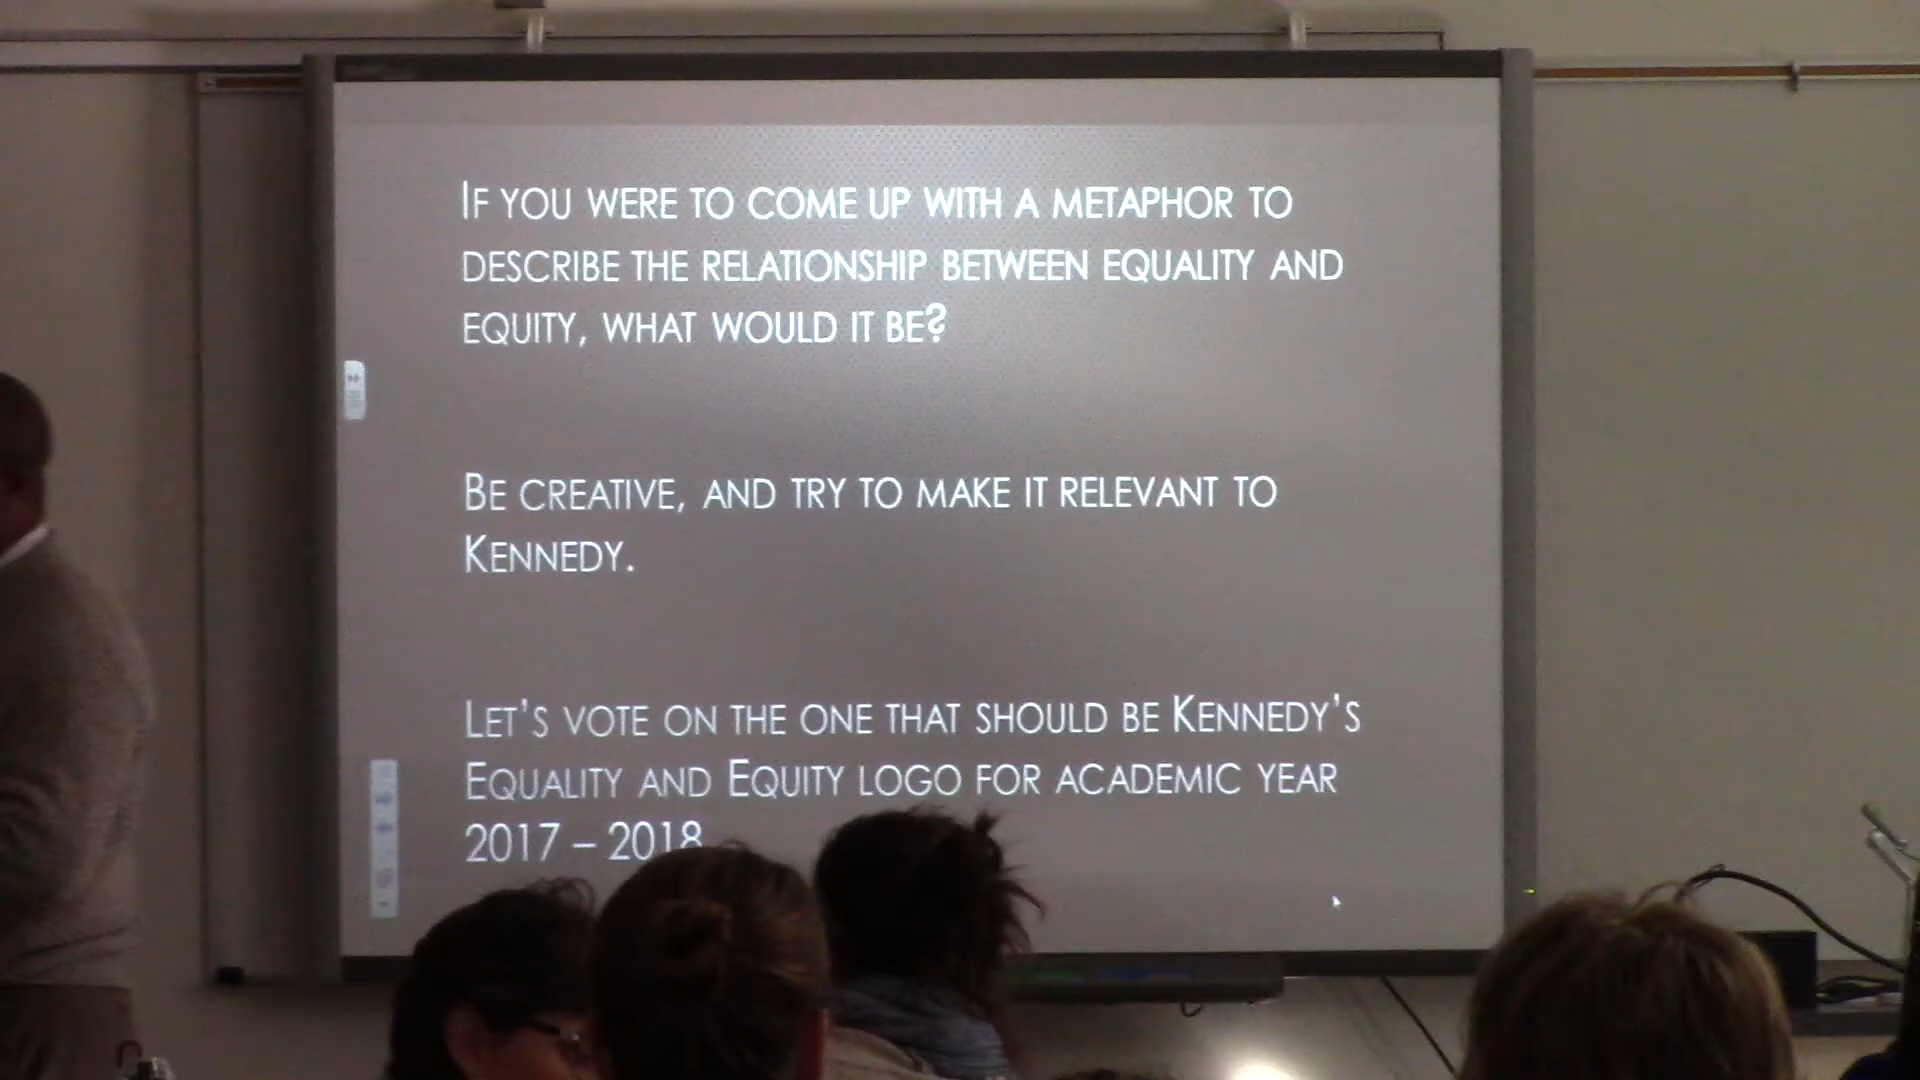 IF YOU WERE TO COME UP WITH A METAPHOR TO
DESCRIBE THE RELATIONSHIP BETWEEN EQUALITY AND
EQUITY, WHAT WOULD IT BE?
BE CREATIVE, AND TRY TO MAKE IT RELEVANT TO
KENNEDY.
LET'S VOTE ON THE ONE THAT SHOULD BE KENNEDY'S
EQUALITY AND EQUITY LOGO FOR ACADEMIC YEAR
2017 – 2018